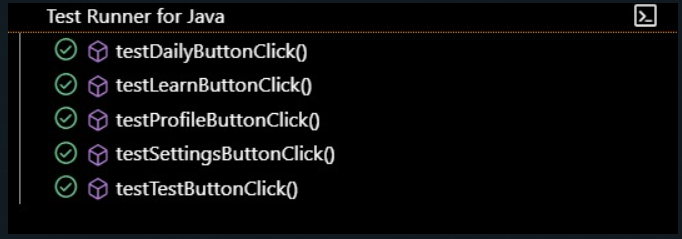 Test Runner for Java
testDailyButtonClick()
testLearnButtonClick()
testProfileButtonClick()
testSettingsButtonClick()
testTestButtonClick()